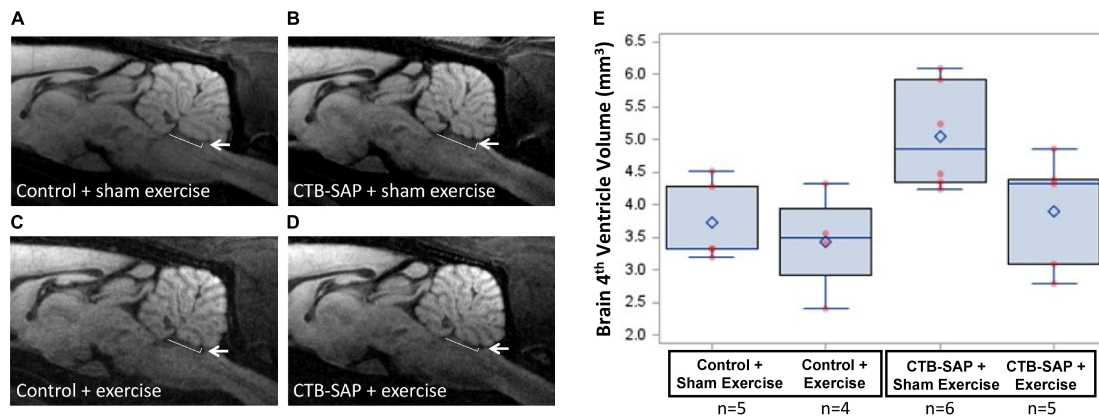 A
B
Control + sham exercise
CTB-SAP + sham exercise
C
D
Control + exercise
CTB-SAP + exercise
E
Brain 4th Ventricle Volume (mm3)
6.5
6.0
5.5
5.0
4.5
4.0
3.5
3.0
2.5
2.0
Control +
Sham Exercise
Control +
Exercise
CTB-SAP +
Sham Exercise
CTB-SAP +
Exercise
n=5
n=4
n=6
n=5